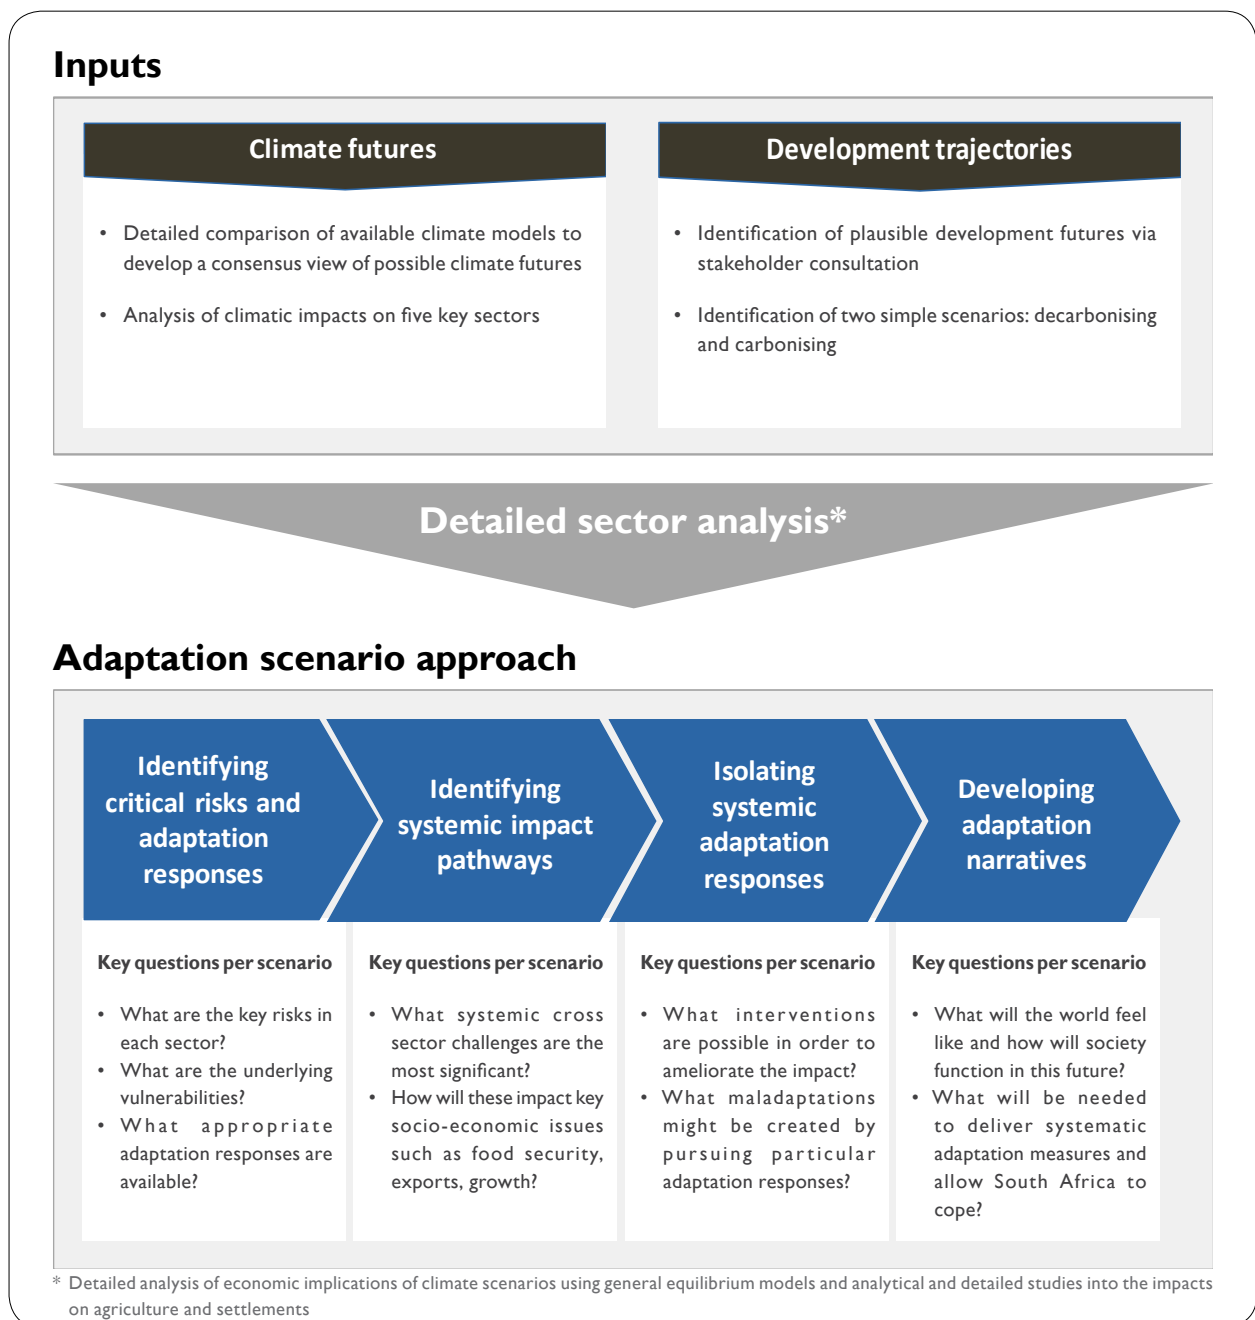 Inputs
Climate futures
• Detailed comparison of available climate models to
develop a consensus view of possible climate futures
• Analysis of climatic impacts on five key sectors
Development trajectories
• Identification of plausible development futures via
stakeholder consultation
• Identification of two simple scenarios: decarbonising
and carbonising
Detailed sector analysis*
Adaptation scenario approach
Identifying
critical risks and
adaptation
responses
Identifying
systemic impact
pathways
Isolating
systemic
adaptation
responses
Developing
adaptation
narratives
Key questions per scenario
• What are the key risks in
each sector?
• What are the underlying
vulnerabilities?
• What appropriate
adaptation responses are
available?
Key questions per scenario
• What systemic cross
sector challenges are the
most significant?
• How will these impact key
socio-economic issues
such as food security,
exports, growth?
Key questions per scenario
• What interventions
are possible in order to
ameliorate the impact?
• What maladaptations
might be created by
pursuing particular
adaptation responses?
Key questions per scenario
• What will the world feel
like and how will society
function in this future?
• What will be needed
to deliver systematic
adaptation measures and
allow South Africa to
cope?
* Detailed analysis of economic implications of climate scenarios using general equilibrium models and analytical and detailed studies into the impacts
on agriculture and settlements